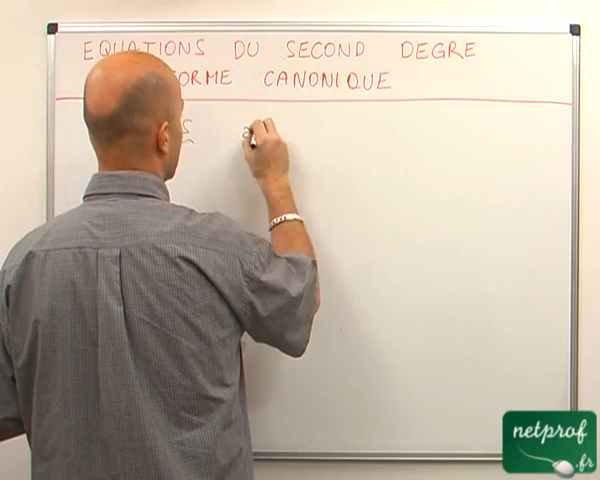 EQUATIONS DU SECOND DEGRE
FORME CANONIQUE
netprof
.fr